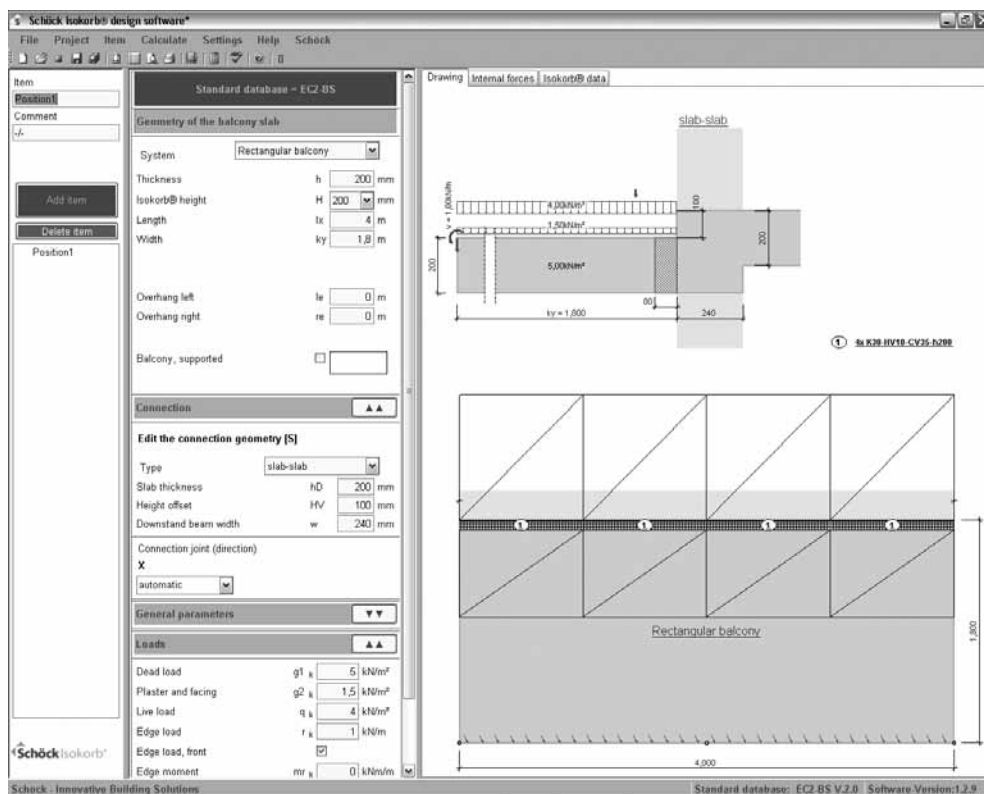 Schöck Isokorb® design software*
File Project Item Calculate Settings Help Schöck
Item
Position1
Comment
-/-
Add item
Delete item
Position1
SchöckIsokorb®
Standard database = EC2-BS
Geometry of the balcony slab
System Rectangular balcony
Thickness h 200 mm
Isokorb® height H 200 mm
Length lx 4 m
Width ky 1,8 m
Overhang left le 0 m
Overhang right re 0 m
Balcony, supported
Connection
Edit the connection geometry [S]
Type slab-slab
Slab thickness hD 200 mm
Height offset HV 100 mm
Downstand beam width w 240 mm
Connection joint (direction)
X
automatic
General parameters
Loads
Dead load g1 k 5 kN/m²
Plaster and facing g2 k 1,5 kN/m²
Live load q k 4 kN/m²
Edge load r k 1 kN/m
Edge load, front
Edge moment mr k 0 kNm/m
Drawing Internal forces Isokorb® data
slab-slab
v = 1,00kN/m
4,00kN/m²
1,50kN/m²
5,00kN/m²
100
200
200
80
ky = 1,800
240
1 4x K30-HV10-CV35-h200
1 1 1 1
Rectangular balcony
1,800
4,000
Schock - Innovative Building Solutions
Standard database: EC2-BS V.2.0 Software-Version:1.2.9